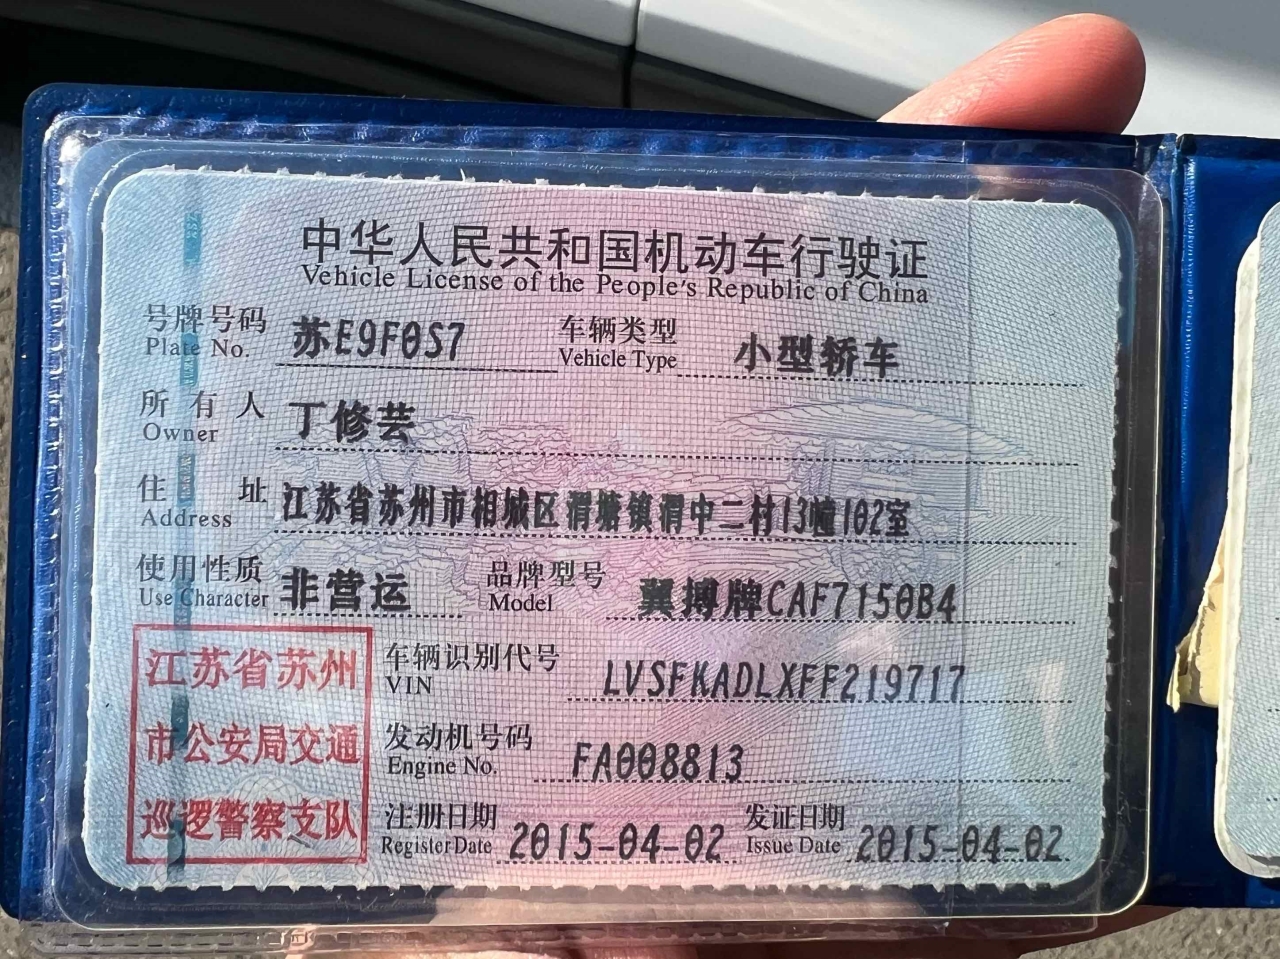 中华人民共和国机动车行驶证
Vehicle License of the People's Republic of China
号牌号码 苏E9F0S7 车辆类型 小型轿车
Plate No. Vehicle Type
所有人 丁修芸
Owner
住址 江苏省苏州市相城区渭塘镇渭中二村13幢102室
Address
使用性质 非营运 品牌型号 翼搏牌CAF7150B4
Use Character Model
江苏省苏州
市公安局交通
巡逻警察支队
车辆识别代号 LVSFKADLXFF219717
VIN
发动机号码 FA008813
Engine No.
注册日期 2015-04-02 发证日期 2015-04-02
Register Date Issue Date